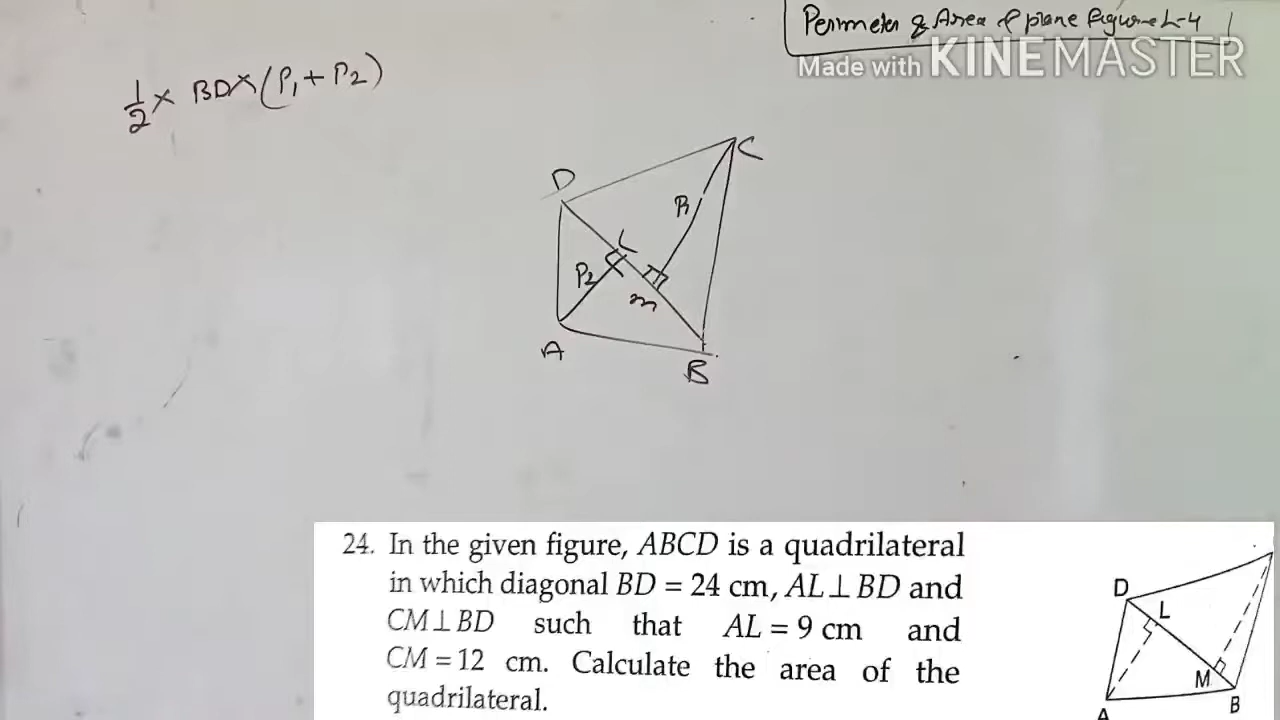 Perimeter & Area of plane figure L-4
Made with KINEMASTER
1/2 × BD × (P1 + P2)
D
C
P1
L
P2
m
A
B
24. In the given figure, ABCD is a quadrilateral
in which diagonal BD = 24 cm, AL ⊥ BD and
CM ⊥ BD such that AL = 9 cm and
CM = 12 cm. Calculate the area of the
quadrilateral.
D
L
M
B
A